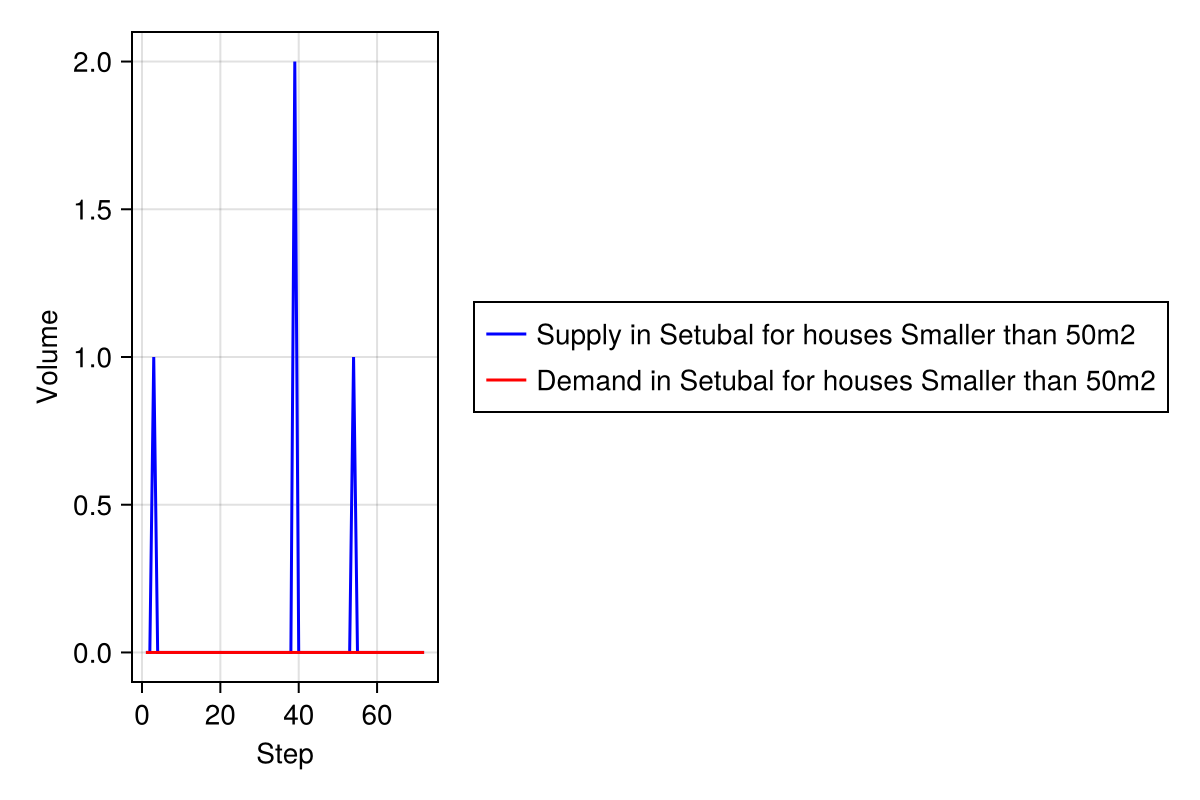 2.0
1.5
1.0
0.5
0.0
Volume
0 20 40 60
Step
Supply in Setubal for houses Smaller than 50m2
Demand in Setubal for houses Smaller than 50m2